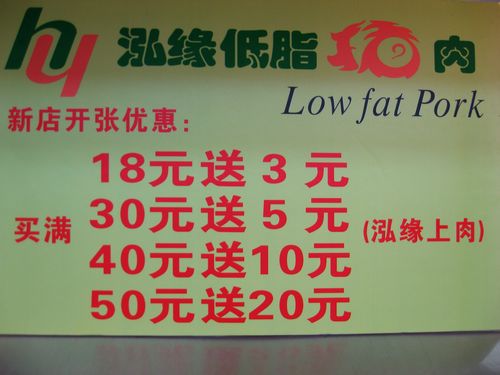 hy 泓缘低脂猪肉
Low fat Pork
新店开张优惠:
18元送3元
买满 30元送5元 (泓缘上肉)
40元送10元
50元送20元